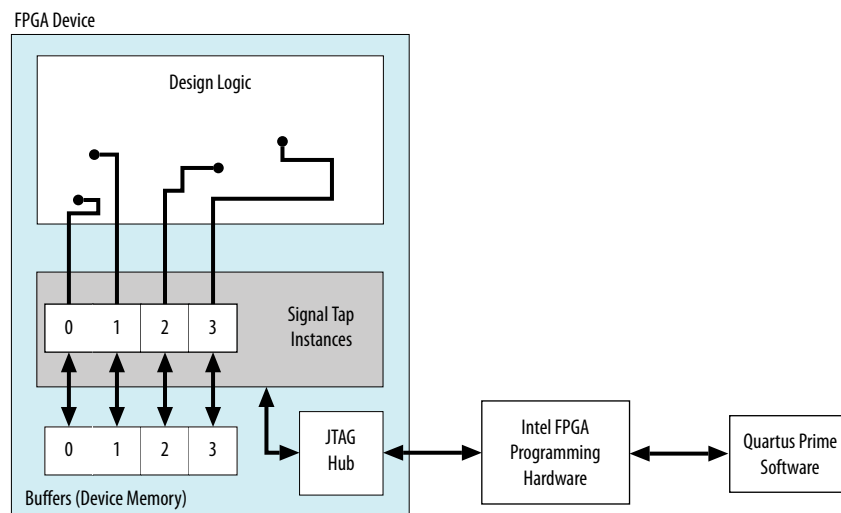 FPGA Device
Design Logic
0 1 2 3
Signal Tap
Instances
0 1 2 3
Buffers (Device Memory)
JTAG
Hub
Intel FPGA
Programming
Hardware
Quartus Prime
Software